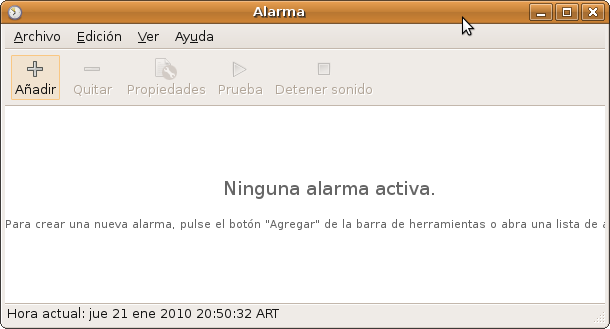 Alarma
Archivo Edición Ver Ayuda
Añadir Quitar Propiedades Prueba Detener sonido
Ninguna alarma activa.
Para crear una nueva alarma, pulse el botón "Agregar" de la barra de herramientas o abra una lista de
Hora actual: jue 21 ene 2010 20:50:32 ART